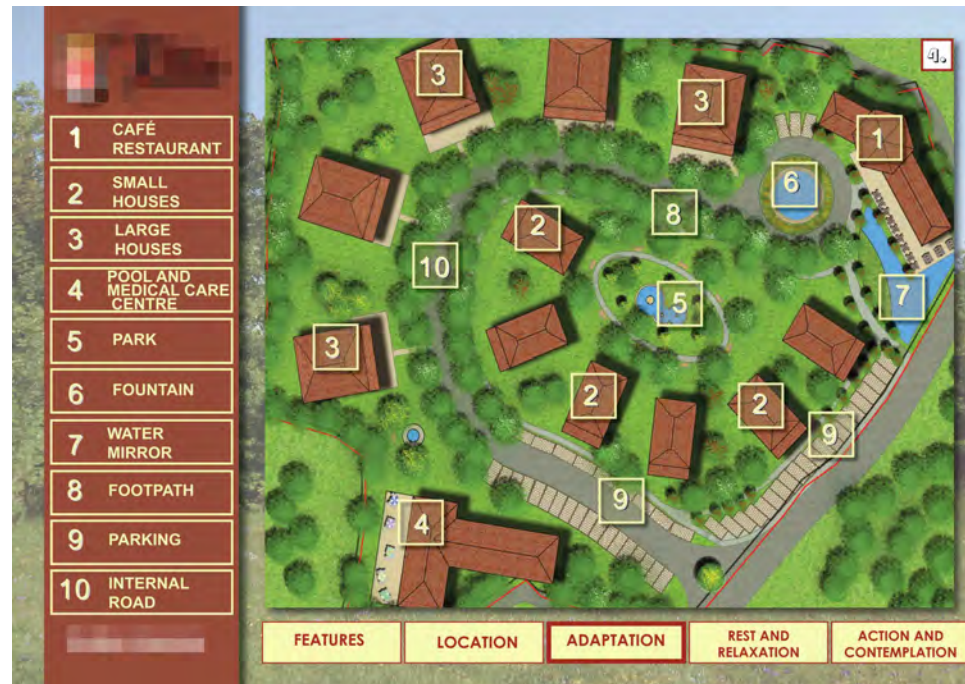 1 CAFÉ
RESTAURANT
2 SMALL
HOUSES
3 LARGE
HOUSES
4 POOL AND
MEDICAL CARE
CENTRE
5 PARK
6 FOUNTAIN
7 WATER
MIRROR
8 FOOTPATH
9 PARKING
10 INTERNAL
ROAD
4.
3
3
1
6
8
2
10
5
7
3
2
2
9
9
4
FEATURES
LOCATION
ADAPTATION
REST AND
RELAXATION
ACTION AND
CONTEMPLATION